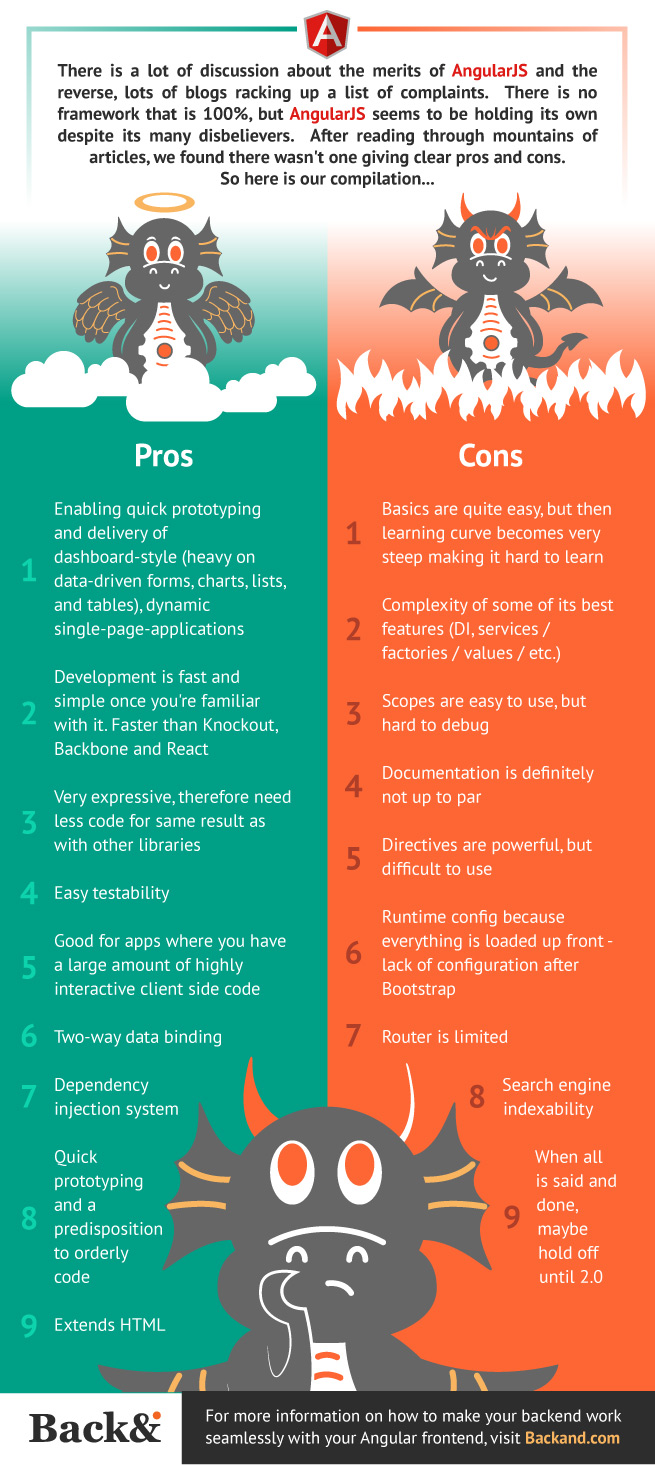 A
There is a lot of discussion about the merits of AngularJS and the
reverse, lots of blogs racking up a list of complaints. There is no
framework that is 100%, but AngularJS seems to be holding its own
despite its many disbelievers. After reading through mountains of
articles, we found there wasn't one giving clear pros and cons.
So here is our compilation...
Pros
1
Enabling quick prototyping
and delivery of
dashboard-style (heavy on
data-driven forms, charts, lists,
and tables), dynamic
single-page-applications
2
Development is fast and
simple once you're familiar
with it. Faster than Knockout,
Backbone and React
3
Very expressive, therefore need
less code for same result as
with other libraries
4 Easy testability
5
Good for apps where you have
a large amount of highly
interactive client side code
6 Two-way data binding
7
Dependency
injection system
8
Quick
prototyping
and a
predisposition
to orderly
code
9 Extends HTML
Cons
1
Basics are quite easy, but then
learning curve becomes very
steep making it hard to learn
2
Complexity of some of its best
features (DI, services /
factories / values / etc.)
3
Scopes are easy to use, but
hard to debug
4
Documentation is definitely
not up to par
5
Directives are powerful, but
difficult to use
6
Runtime config because
everything is loaded up front -
lack of configuration after
Bootstrap
7 Router is limited
8
Search engine
indexability
9
When all
is said and
done,
maybe
hold off
until 2.0
Back&
For more information on how to make your backend work
seamlessly with your Angular frontend, visit Backand.com